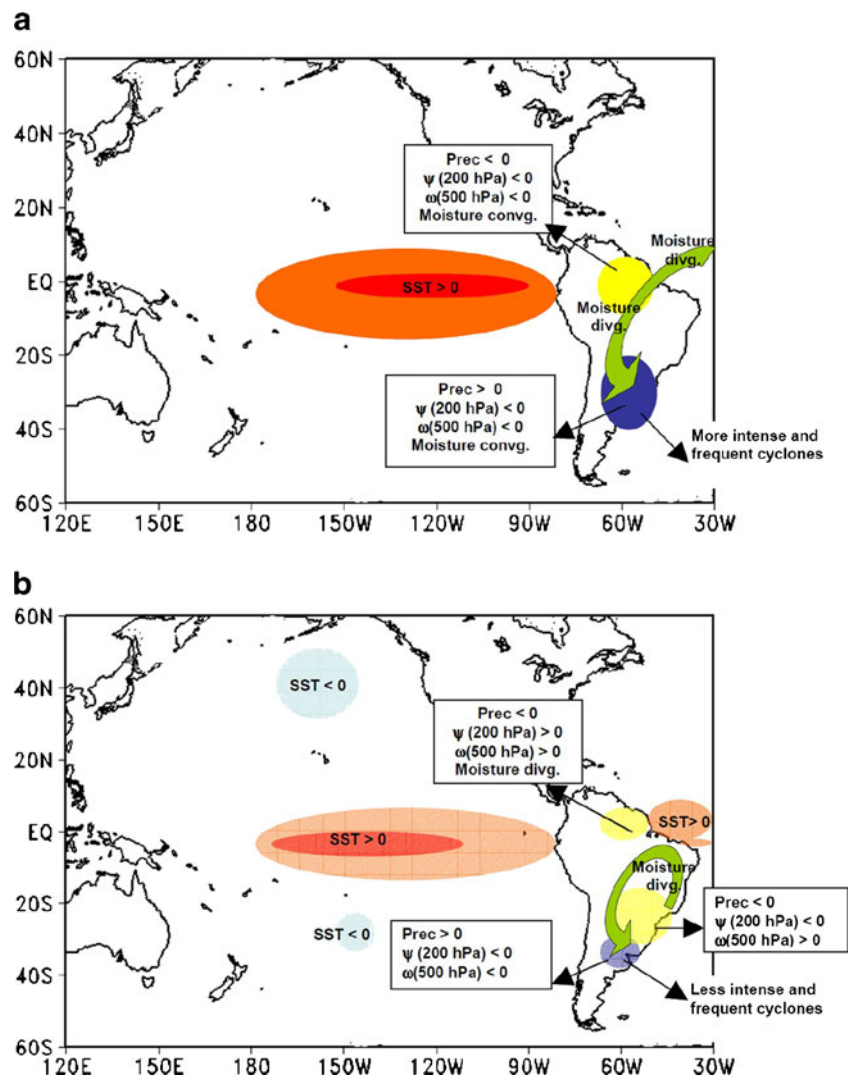 a
60N
40N
20N
EQ
20S
40S
60S
120E 150E 180 150W 120W 90W 60W 30W
Prec < 0
ψ (200 hPa) < 0
ω(500 hPa) < 0
Moisture convg.
SST > 0
Moisture
divg.
Moisture
divg.
Prec > 0
ψ (200 hPa) < 0
ω(500 hPa) < 0
Moisture convg.
More intense and
frequent cyclones
b
60N
40N
20N
EQ
20S
40S
60S
120E 150E 180 150W 120W 90W 60W 30W
SST < 0
Prec < 0
ψ (200 hPa) > 0
ω(500 hPa) > 0
Moisture divg.
SST > 0
SST> 0
Moisture
divg.
SST < 0
Prec > 0
ψ (200 hPa) < 0
ω(500 hPa) < 0
Prec < 0
ψ (200 hPa) < 0
ω(500 hPa) > 0
Less intense and
frequent cyclones